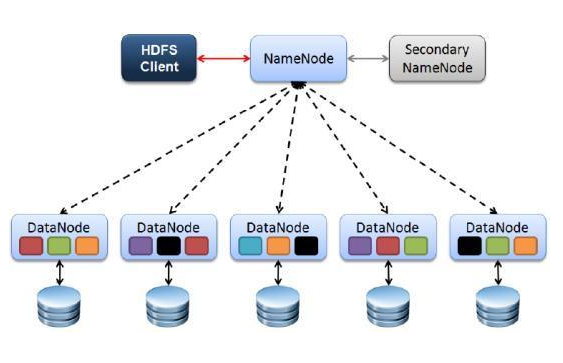 HDFS
Client
NameNode
Secondary
NameNode
DataNode
DataNode
DataNode
DataNode
DataNode